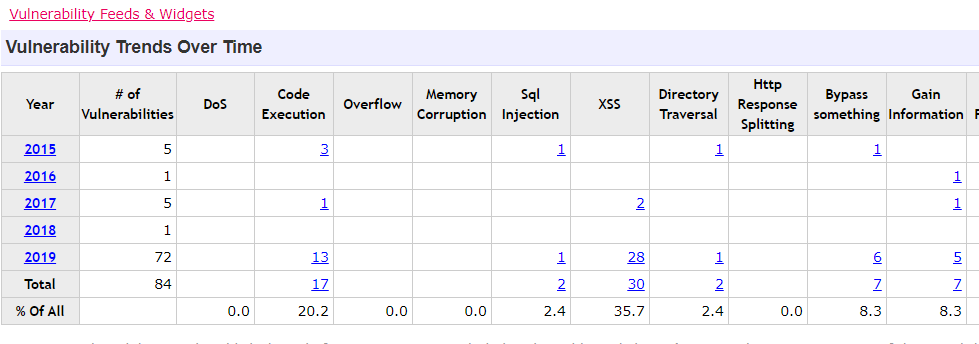 Vulnerability Feeds & Widgets
Vulnerability Trends Over Time
Year # of Vulnerabilities DoS Code Execution Overflow Memory Corruption Sql Injection XSS Directory Traversal Http Response Splitting Bypass something Gain Information
2015 5 3 1 1 1
2016 1 1
2017 5 1 2 1
2018 1
2019 72 13 1 28 1 6 5
Total 84 17 2 30 2 7 7
% Of All 0.0 20.2 0.0 0.0 2.4 35.7 2.4 0.0 8.3 8.3